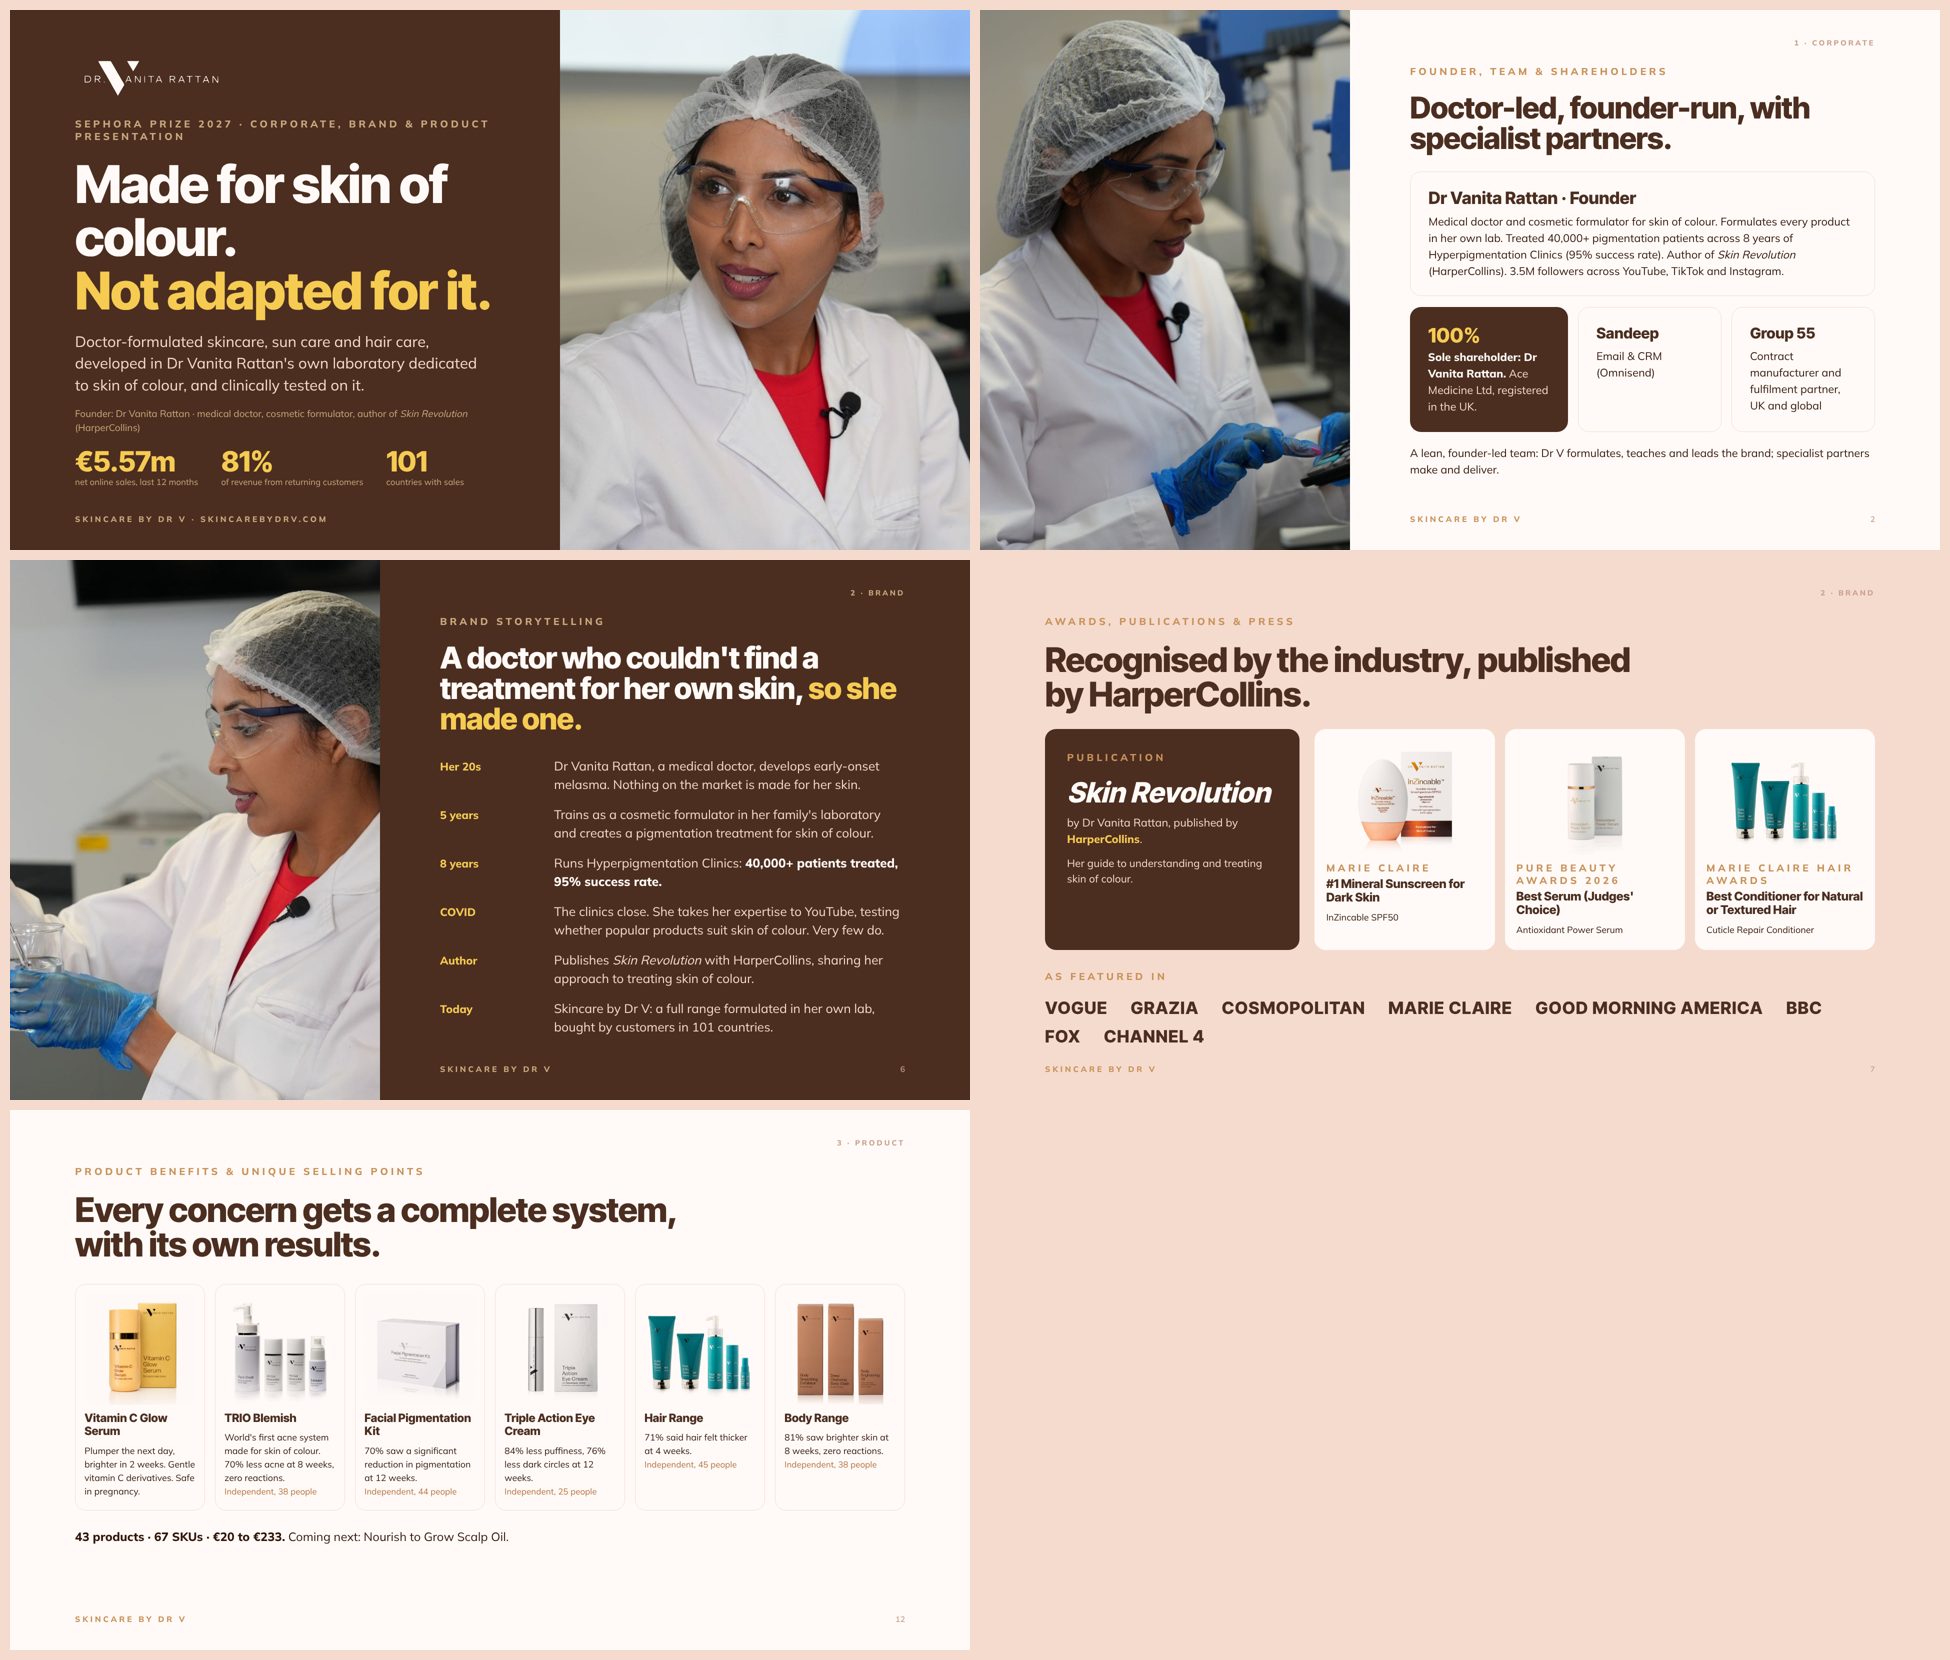 DR. VANITA RATTAN
SEPHORA PRIZE 2027 · CORPORATE, BRAND & PRODUCT
PRESENTATION
Made for skin of
colour.
Not adapted for it.
Doctor-formulated skincare, sun care and hair care,
developed in Dr Vanita Rattan's own laboratory dedicated
to skin of colour, and clinically tested on it.
Founder: Dr Vanita Rattan · medical doctor, cosmetic formulator, author of Skin Revolution
(HarperCollins)
€5.57m
net online sales, last 12 months
81%
of revenue from returning customers
101
countries with sales
SKINCARE BY DR V · SKINCAREBYDRV.COM
1 · CORPORATE
FOUNDER, TEAM & SHAREHOLDERS
Doctor-led, founder-run, with
specialist partners.
Dr Vanita Rattan · Founder
Medical doctor and cosmetic formulator for skin of colour. Formulates every product
in her own lab. Treated 40,000+ pigmentation patients across 8 years of
Hyperpigmentation Clinics (95% success rate). Author of Skin Revolution
(HarperCollins). 3.5M followers across YouTube, TikTok and Instagram.
100%
Sole shareholder: Dr
Vanita Rattan. Ace
Medicine Ltd, registered
in the UK.
Sandeep
Email & CRM
(Omnisend)
Group 55
Contract
manufacturer and
fulfilment partner,
UK and global
A lean, founder-led team: Dr V formulates, teaches and leads the brand; specialist partners
make and deliver.
SKINCARE BY DR V
2
2 · BRAND
BRAND STORYTELLING
A doctor who couldn't find a
treatment for her own skin, so she
made one.
Her 20s
Dr Vanita Rattan, a medical doctor, develops early-onset
melasma. Nothing on the market is made for her skin.
5 years
Trains as a cosmetic formulator in her family's laboratory
and creates a pigmentation treatment for skin of colour.
8 years
Runs Hyperpigmentation Clinics: 40,000+ patients treated,
95% success rate.
COVID
The clinics close. She takes her expertise to YouTube, testing
whether popular products suit skin of colour. Very few do.
Author
Publishes Skin Revolution with HarperCollins, sharing her
approach to treating skin of colour.
Today
Skincare by Dr V: a full range formulated in her own lab,
bought by customers in 101 countries.
SKINCARE BY DR V
6
2 · BRAND
AWARDS, PUBLICATIONS & PRESS
Recognised by the industry, published
by HarperCollins.
PUBLICATION
Skin Revolution
by Dr Vanita Rattan, published by
HarperCollins.
Her guide to understanding and treating
skin of colour.
InZincable™
InZincable™
MARIE CLAIRE
#1 Mineral Sunscreen for
Dark Skin
InZincable SPF50
PURE BEAUTY
AWARDS 2026
Best Serum (Judges'
Choice)
Antioxidant Power Serum
MARIE CLAIRE HAIR
AWARDS
Best Conditioner for Natural
or Textured Hair
Cuticle Repair Conditioner
AS FEATURED IN
VOGUE GRAZIA COSMOPOLITAN MARIE CLAIRE GOOD MORNING AMERICA BBC
FOX CHANNEL 4
SKINCARE BY DR V
7
3 · PRODUCT
PRODUCT BENEFITS & UNIQUE SELLING POINTS
Every concern gets a complete system,
with its own results.
Vitamin C
Glow
Serum
Vitamin C
Glow
Serum
Vitamin C Glow
Serum
Plumper the next day,
brighter in 2 weeks. Gentle
vitamin C derivatives. Safe
in pregnancy.
TRIO Blemish
World's first acne system
made for skin of colour.
70% less acne at 8 weeks,
zero reactions.
Independent, 38 people
Facial Pigmentation Kit
Facial Pigmentation
Kit
70% saw a significant
reduction in pigmentation
at 12 weeks.
Independent, 44 people
Triple
Action
Eye Cream
Triple Action Eye
Cream
84% less puffiness, 76%
less dark circles at 12
weeks.
Independent, 25 people
Hair Range
71% said hair felt thicker
at 4 weeks.
Independent, 45 people
Body Range
81% saw brighter skin at
8 weeks, zero reactions.
Independent, 38 people
43 products · 67 SKUs · €20 to €233. Coming next: Nourish to Grow Scalp Oil.
SKINCARE BY DR V
12